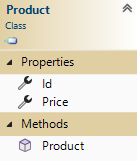 Product
Class
Properties
Id
Price
Methods
Product